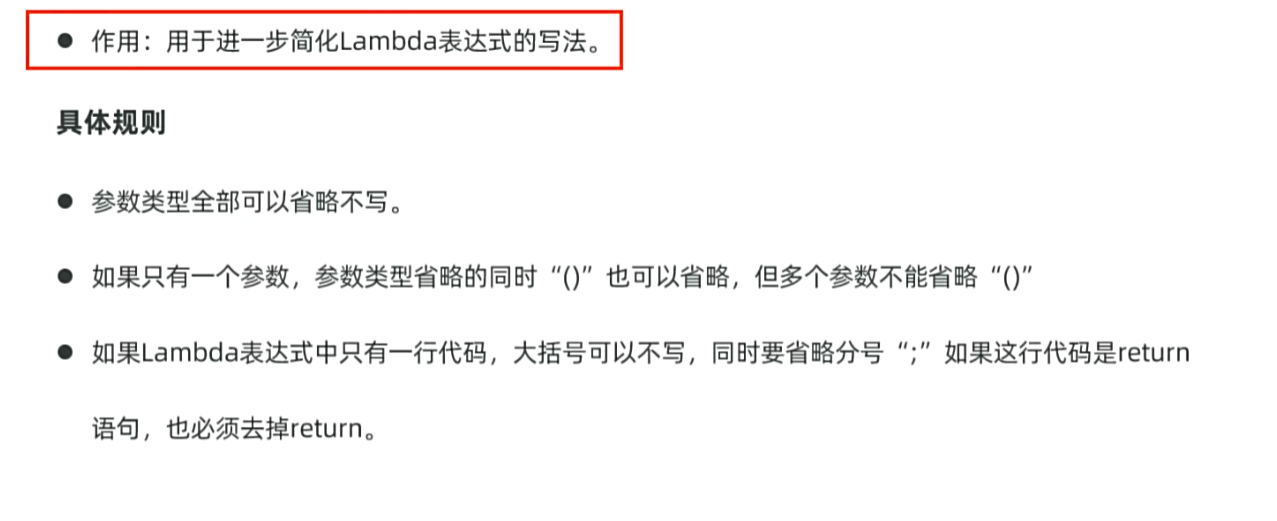 ● 作用：用于进一步简化Lambda表达式的写法。
具体规则
● 参数类型全部可以省略不写。
● 如果只有一个参数，参数类型省略的同时“()”也可以省略，但多个参数不能省略“()”
● 如果Lambda表达式中只有一行代码，大括号可以不写，同时要省略分号“;”如果这行代码是return
语句，也必须去掉return。